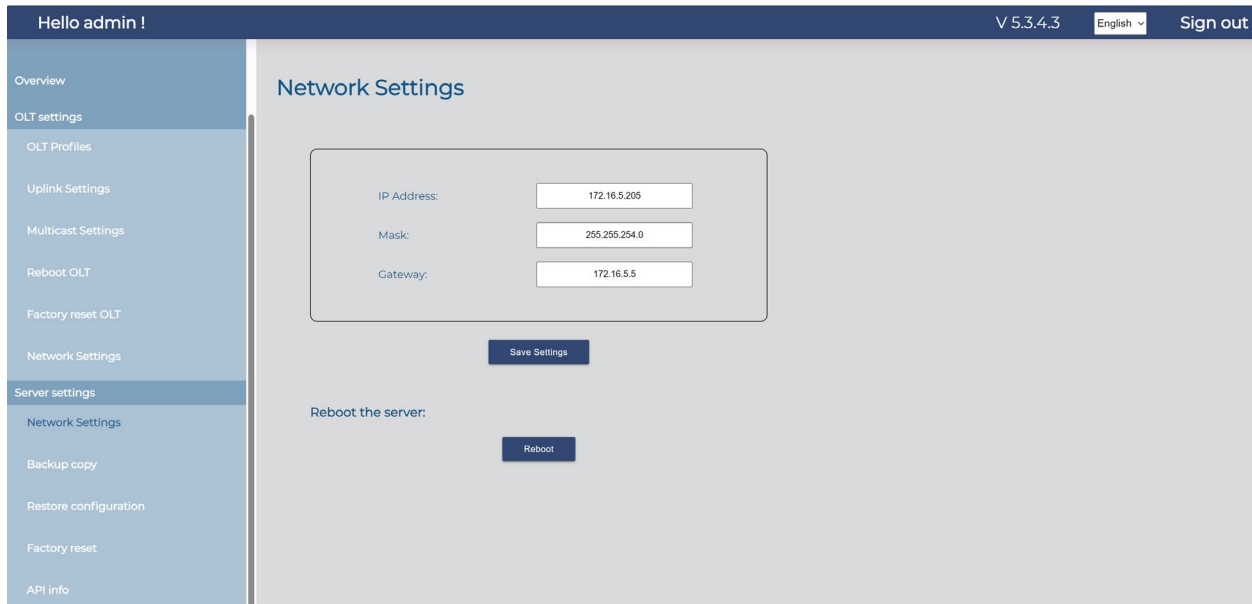 Hello admin !
V 5.3.4.3
English
Sign out
Overview
OLT settings
OLT Profiles
Uplink Settings
Multicast Settings
Reboot OLT
Factory reset OLT
Network Settings
Server settings
Network Settings
Backup copy
Restore configuration
Factory reset
API info
Network Settings
IP Address: 172.16.5.205
Mask: 255.255.254.0
Gateway: 172.16.5.5
Save Settings
Reboot the server:
Reboot